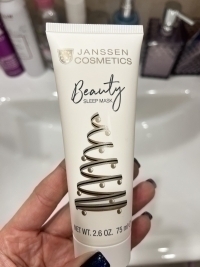 JANSSEN
COSMETICS
Beauty
SLEEP MASK
NET WT. 2.6 OZ. 75 ml